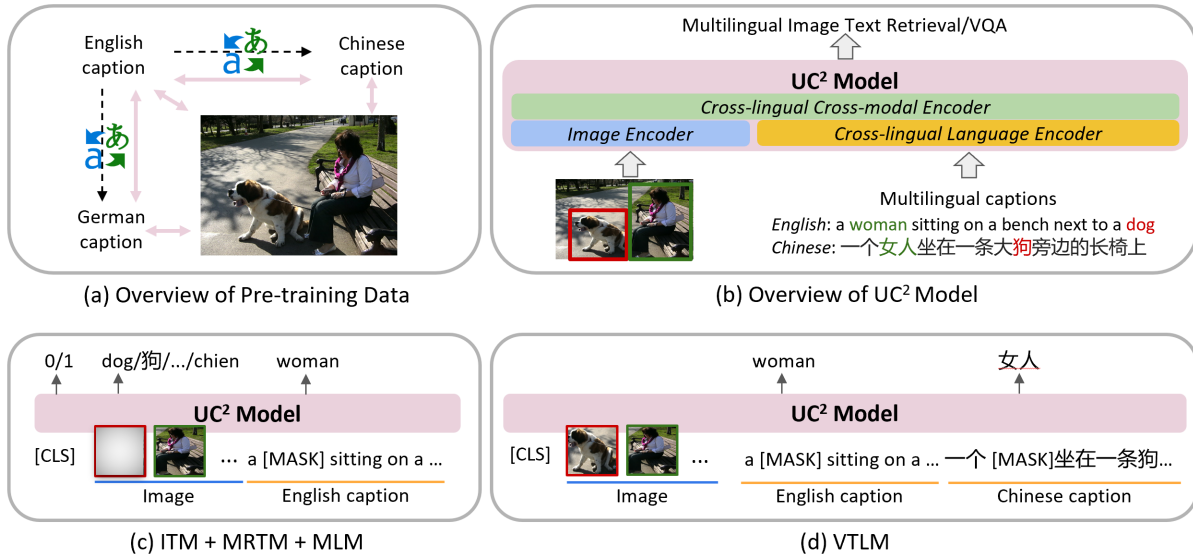 English
caption
あ
a
Chinese
caption
あ
a
German
caption
(a) Overview of Pre-training Data
Multilingual Image Text Retrieval/VQA
UC² Model
Cross-lingual Cross-modal Encoder
Image Encoder
Cross-lingual Language Encoder
Multilingual captions
English: a woman sitting on a bench next to a dog
Chinese: 一个女人坐在一条大狗旁边的长椅上
(b) Overview of UC² Model
0/1
dog/狗/.../chien
woman
UC² Model
[CLS]
...
a [MASK] sitting on a ...
Image
English caption
(c) ITM + MRTM + MLM
woman
女人
UC² Model
[CLS]
...
a [MASK] sitting on a ...
一个 [MASK]坐在一条狗...
Image
English caption
Chinese caption
(d) VTLM